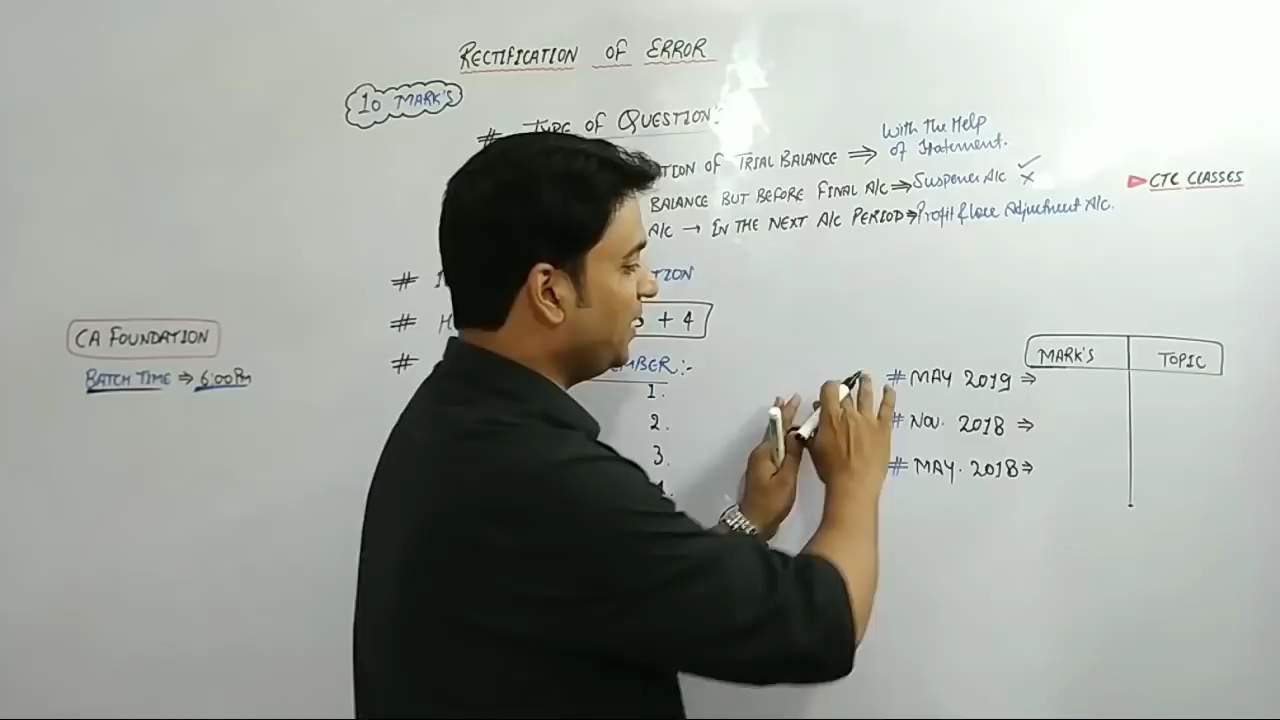 RECTIFICATION OF ERROR
10 MARK'S
# TYPE OF QUESTION:-
TION OF TRIAL BALANCE ⇒ With The Help of Statement.
BALANCE BUT BEFORE FINAL A/C ⇒ Suspense A/C ✓ ×
A/C → IN THE NEXT A/C PERIOD ⇒ Profit & loss Adjustment A/c.
▶ CTC CLASSES
# TION
# + 4
# MBER:-
1.
2.
3.
CA FOUNDATION
BATCH TIME ⇒ 6:00 Pm
MARK'S TOPIC
# MAY 2019 ⇒
# NOV. 2018 ⇒
# MAY. 2018 ⇒